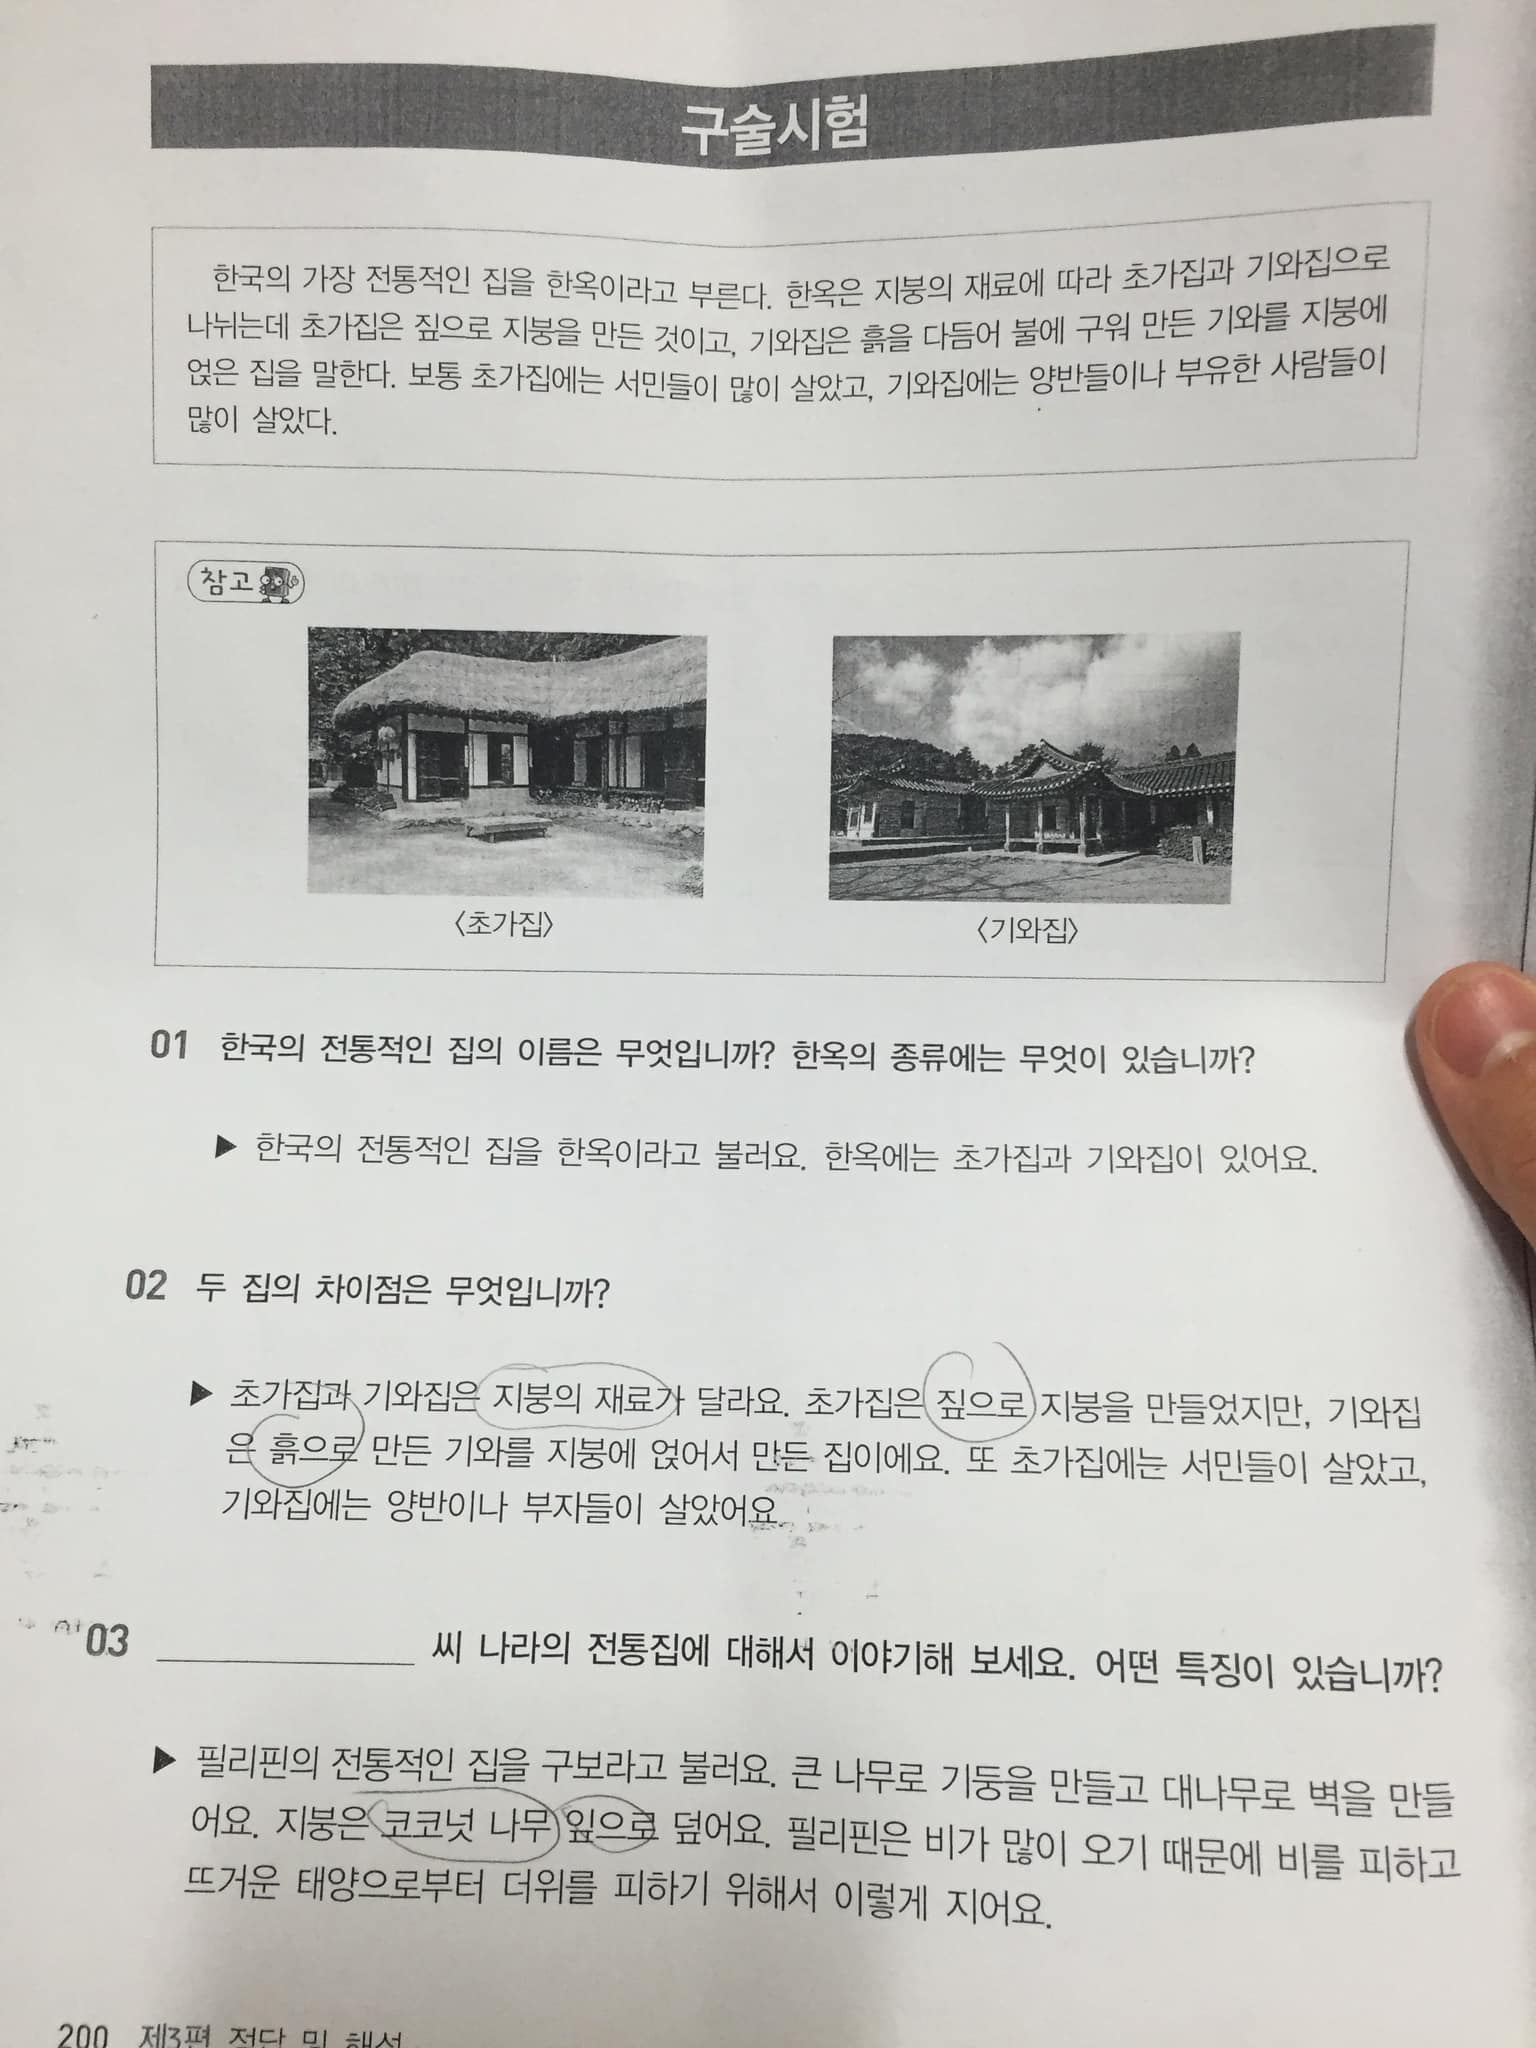 구술시험
한국의 가장 전통적인 집을 한옥이라고 부른다. 한옥은 지붕의 재료에 따라 초가집과 기와집으로
나뉘는데 초가집은 짚으로 지붕을 만든 것이고, 기와집은 흙을 다듬어 불에 구워 만든 기와를 지붕에
얹은 집을 말한다. 보통 초가집에는 서민들이 많이 살았고, 기와집에는 양반들이나 부유한 사람들이
많이 살았다.
참고
〈초가집〉
〈기와집〉
01 한국의 전통적인 집의 이름은 무엇입니까? 한옥의 종류에는 무엇이 있습니까?
▶ 한국의 전통적인 집을 한옥이라고 불러요. 한옥에는 초가집과 기와집이 있어요.
02 두 집의 차이점은 무엇입니까?
▶ 초가집과 기와집은 지붕의 재료가 달라요. 초가집은 짚으로 지붕을 만들었지만, 기와집
은 흙으로 만든 기와를 지붕에 얹어서 만든 집이에요. 또 초가집에는 서민들이 살았고,
기와집에는 양반이나 부자들이 살았어요.
03 ____________ 씨 나라의 전통집에 대해서 이야기해 보세요. 어떤 특징이 있습니까?
▶ 필리핀의 전통적인 집을 구보라고 불러요. 큰 나무로 기둥을 만들고 대나무로 벽을 만들
어요. 지붕은 코코넛 나무 잎으로 덮어요. 필리핀은 비가 많이 오기 때문에 비를 피하고
뜨거운 태양으로부터 더위를 피하기 위해서 이렇게 지어요.
200 제3편 정답 및 해설